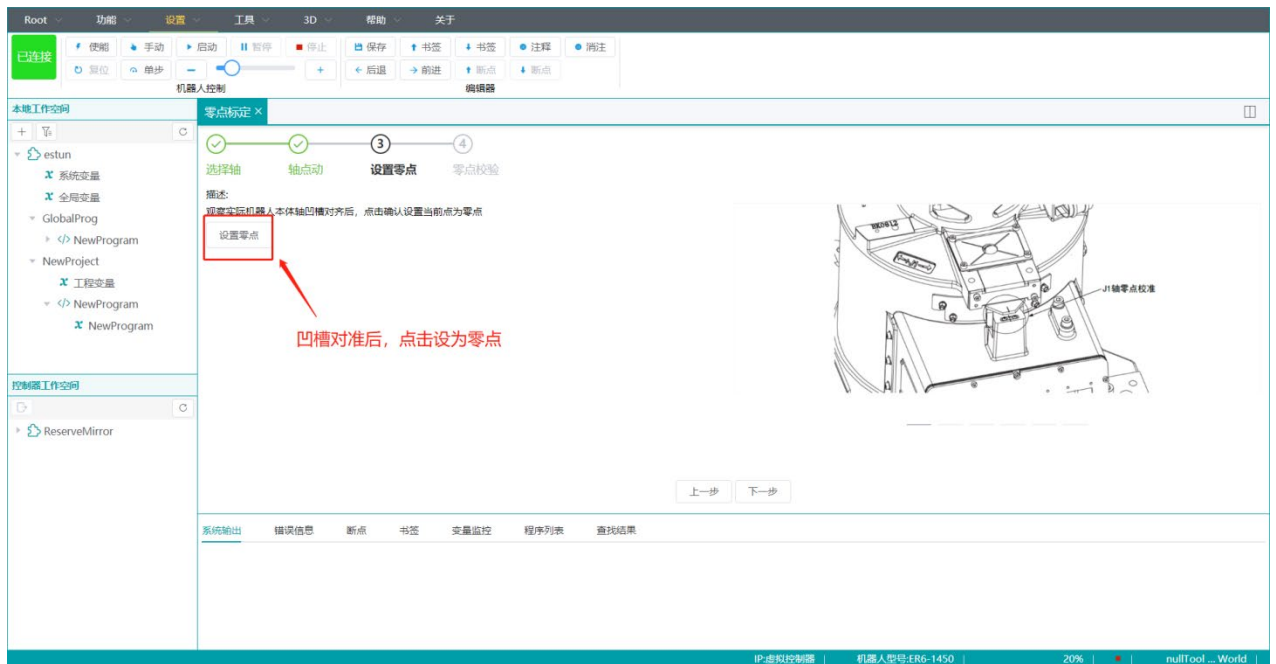 Root 功能 设置 工具 3D 帮助 关于
已连接 使能 手动 启动 暂停 停止 保存 书签 书签 注释 消注
复位 单步 后退 前进 断点 断点
机器人控制 编辑器
本地工作空间
零点标定 ×
estun
系统变量
全局变量
GlobalProg
</> NewProgram
NewProject
工程变量
</> NewProgram
NewProgram
控制器工作空间
ReserveMirror
3 4
选择轴 轴点动 设置零点 零点校验
描述:
观察实际机器人本体轴凹槽对齐后，点击确认设置当前点为零点
设置零点
凹槽对准后，点击设为零点
BK0612
J1轴零点校准
上一步 下一步
系统输出 错误信息 断点 书签 变量监控 程序列表 查找结果
IP:虚拟控制器 | 机器人型号:ER6-1450 | 20% | | nullTool ... World |